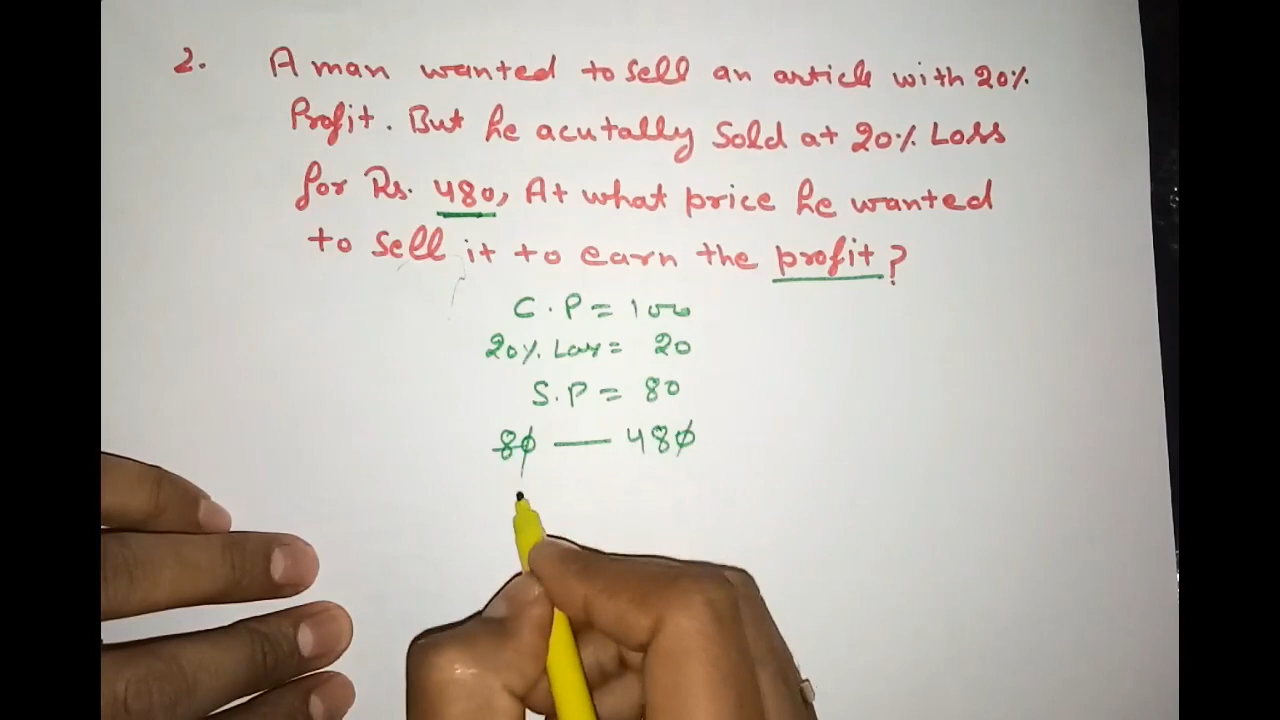 2. A man wanted to sell an article with 20%
Profit. But he acutally Sold at 20% Loss
for Rs. 480, At what price he wanted
to sell it to earn the profit?
C.P = 100
20% Loss = 20
S.P = 80
80 — 480